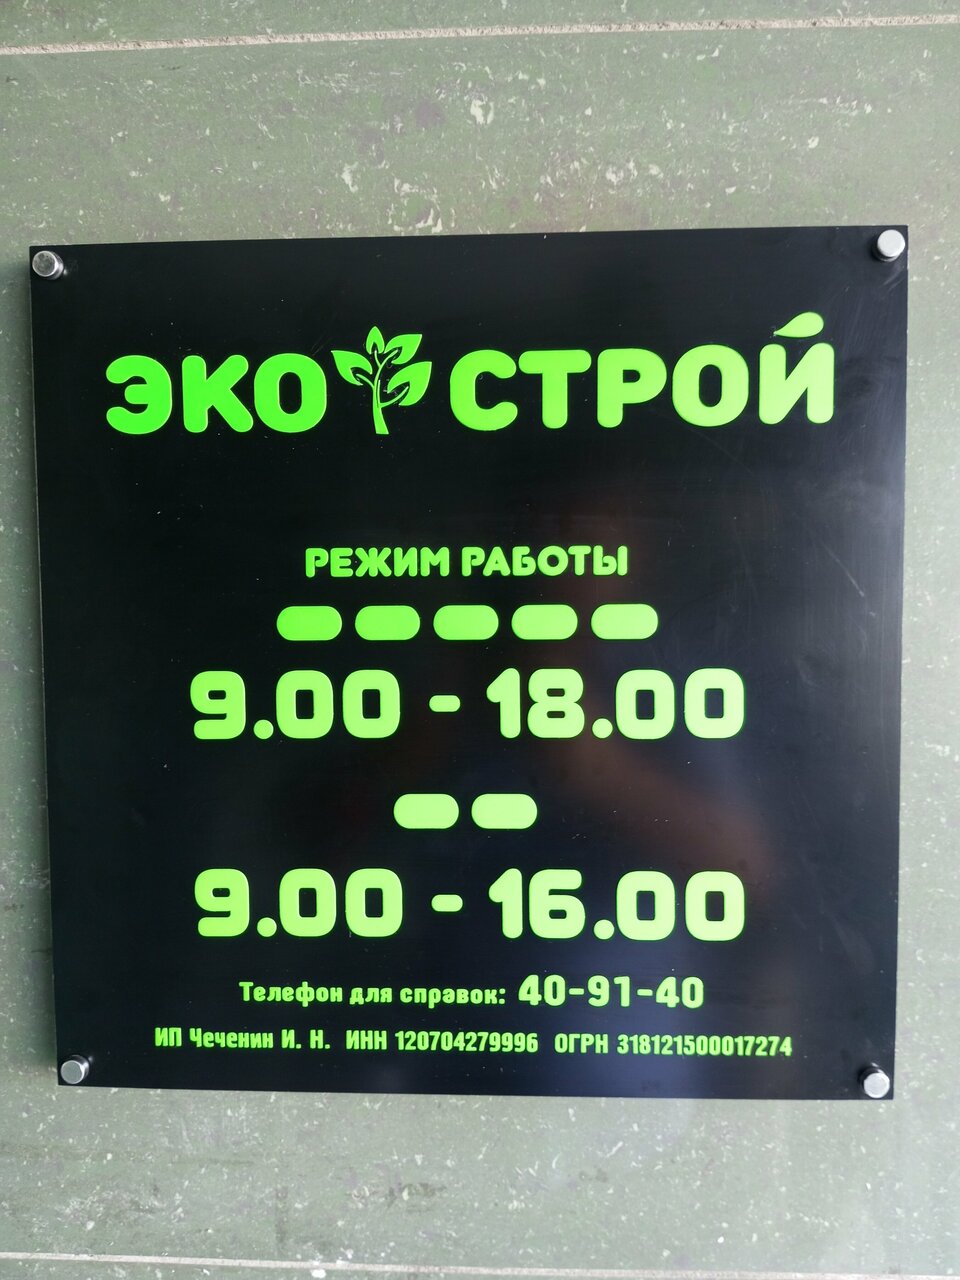 ЭКО СТРОЙ
РЕЖИМ РАБОТЫ
9.00 - 18.00
9.00 - 16.00
Телефон для справок: 40-91-40
ИП Чеченин И. Н. ИНН 120704279996 ОГРН 318121500017274